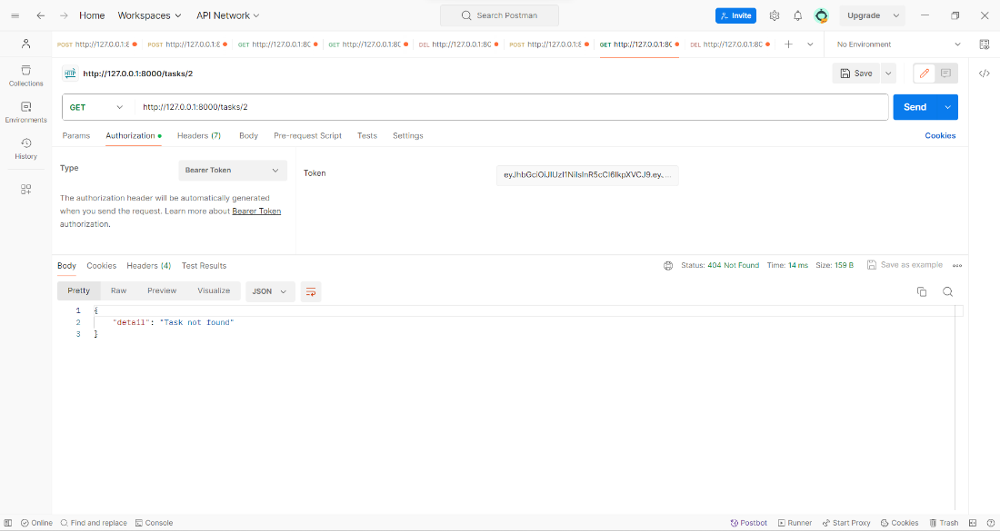 Home Workspaces API Network Search Postman Invite Upgrade
POST http://127.0.0.1:8 POST http://127.0.0.1:8 GET http://127.0.0.1:8C GET http://127.0.0.1:8C DEL http://127.0.0.1:8C POST http://127.0.0.1:8 GET http://127.0.0.1:8C DEL http://127.0.0.1:8C No Environment
Collections
Environments
History
HTTP http://127.0.0.1:8000/tasks/2 Save
GET http://127.0.0.1:8000/tasks/2 Send
Params Authorization Headers (7) Body Pre-request Script Tests Settings Cookies
Type Bearer Token Token eyJhbGciOiJIUzI1NiIsInR5cCI6IkpXVCJ9.ey...
The authorization header will be automatically generated
when you send the request. Learn more about Bearer Token
authorization.
Body Cookies Headers (4) Test Results Status: 404 Not Found Time: 14 ms Size: 159 B Save as example
Pretty Raw Preview Visualize JSON
1 {
2 "detail": "Task not found"
3 }
Online Find and replace Console Postbot Runner Start Proxy Cookies Trash